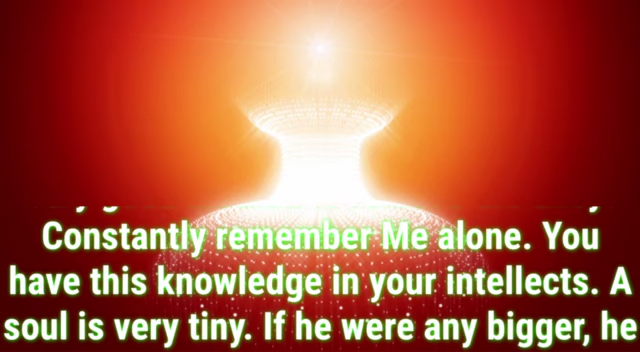 Constantly remember Me alone. You
have this knowledge in your intellects. A
soul is very tiny. If he were any bigger, he